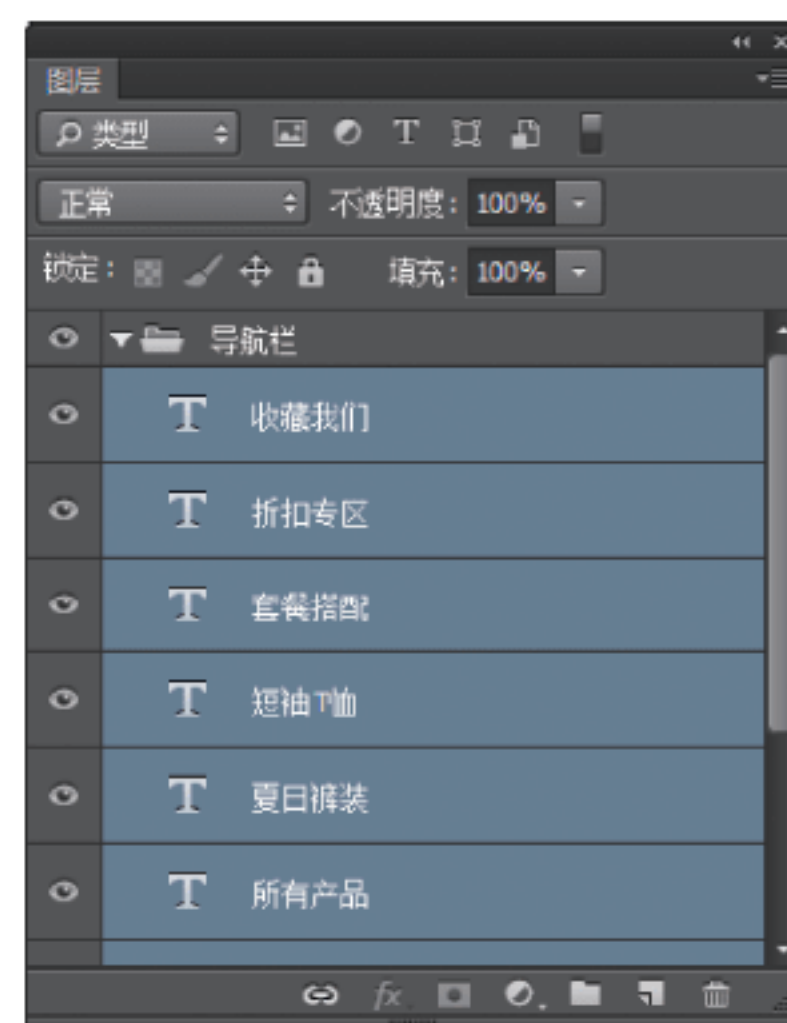 图层
类型 T
正常 不透明度: 100%
锁定: 填充: 100%
导航栏
T 收藏我们
T 折扣专区
T 套餐搭配
T 短袖T恤
T 夏日裤装
T 所有产品
fx.